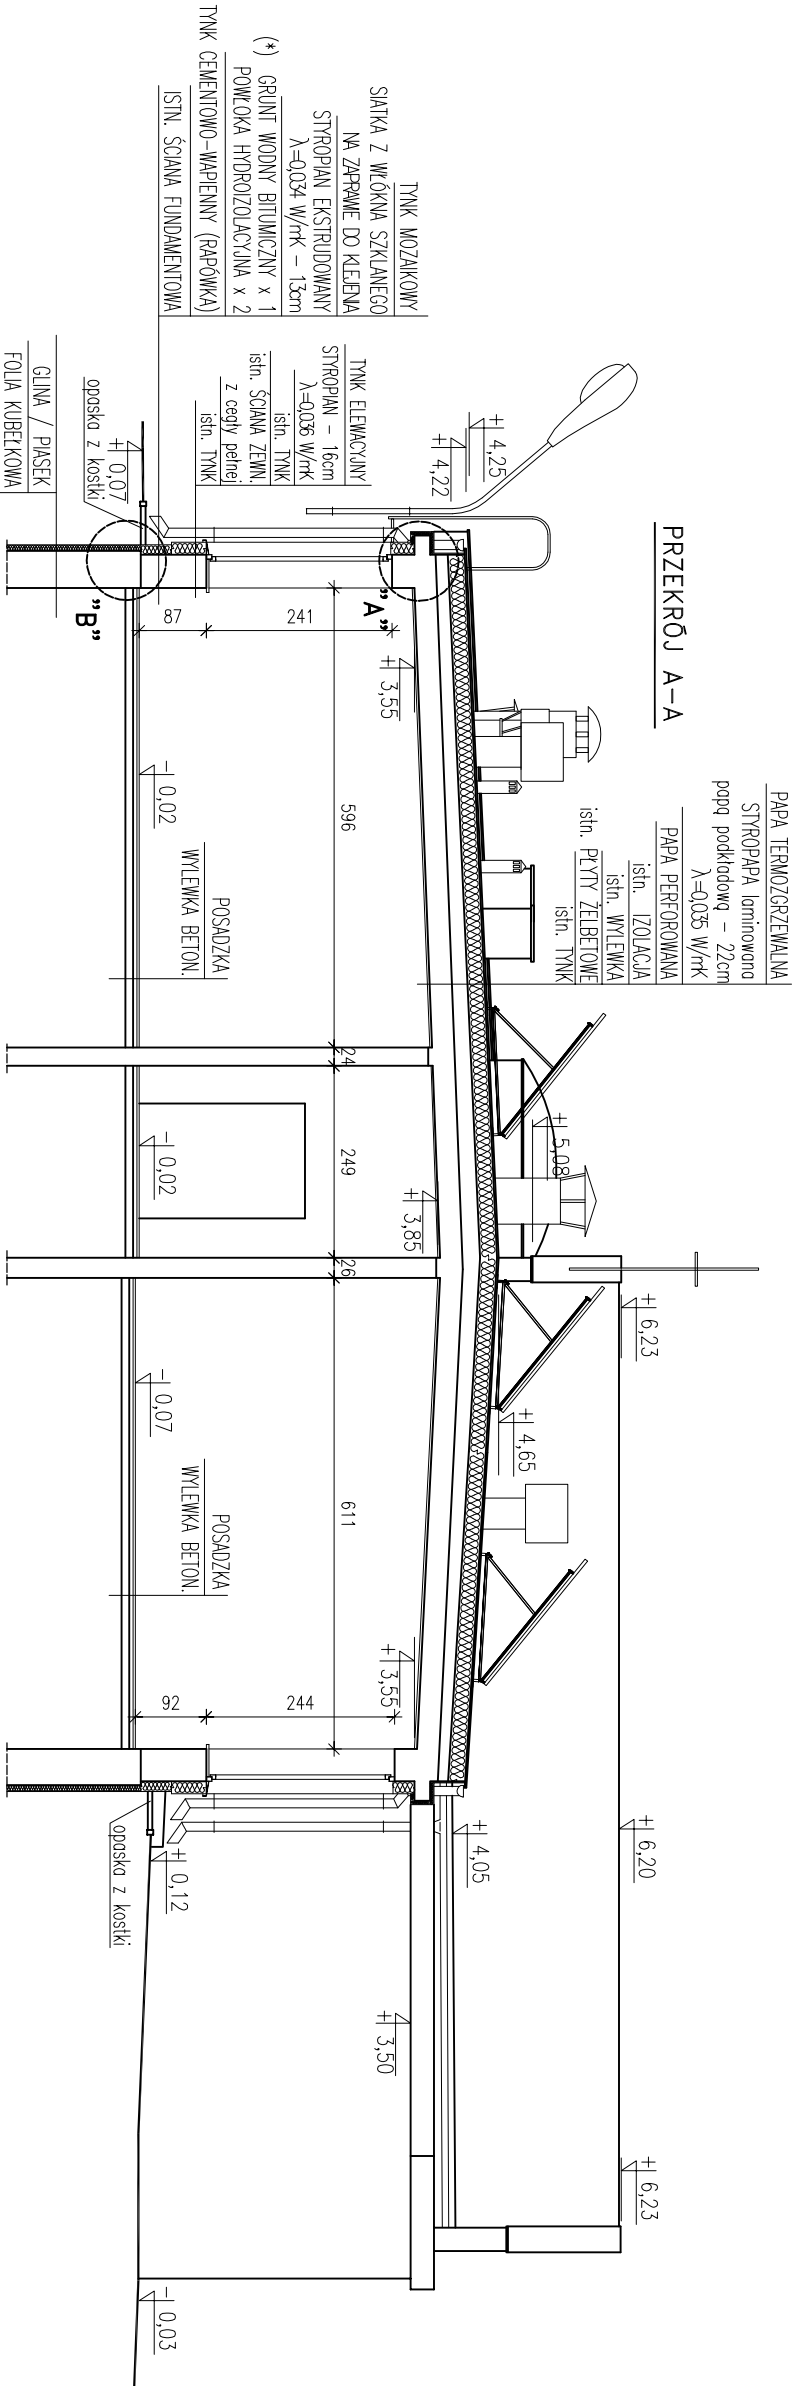 PRZEKRÓJ A-A
PAPA TERMOZGRZEWALNA
STYROPAPA laminowana
papą podkładową - 22cm
λ=0,035 W/mK
PAPA PERFOROWANA
istn. IZOLACJA
istn. WYLEWKA
istn. PŁYTY ŻELBETOWE
istn. TYNK
TYNK MOZAIKOWY
SIATKA Z WŁÓKNA SZKLANEGO
NA ZAPRAWIE DO KLEJENIA
STYROPIAN EKSTRUDOWANY
λ=0,034 W/mK - 13cm
(*) GRUNT WODNY BITUMICZNY x 1
POWŁOKA HYDROIZOLACYJNA x 2
TYNK CEMENTOWO-WAPIENNY (RAPÓWKA)
ISTN. ŚCIANA FUNDAMENTOWA
TYNK ELEWACYJNY
STYROPIAN - 16cm
λ=0,036 W/mK
istn. TYNK
istn. ŚCIANA ZEWN.
z cegły pełnej
istn. TYNK
GLINA / PIASEK
FOLIA KUBEŁKOWA
opaska z kostki
+ 0,07
+ 4,25
+ 4,22
"A"
"B"
87
241
+ 3,55
- 0,02
596
POSADZKA
WYLEWKA BETON.
24
249
- 0,02
+ 5,08
+ 3,85
26
+ 6,23
- 0,07
+ 4,65
611
POSADZKA
WYLEWKA BETON.
+ 3,55
92
244
+ 6,20
+ 4,05
+ 0,12
opaska z kostki
+ 3,50
+ 6,23
- 0,03